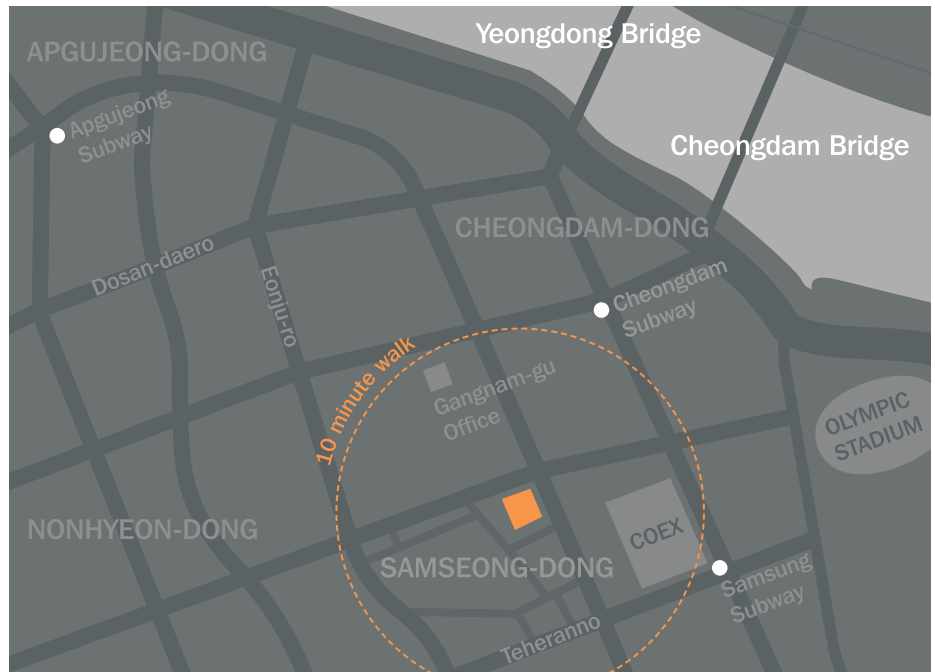 Yeongdong Bridge
APGUJEONG-DONG
Apgujeong
Subway
Cheongdam Bridge
CHEONGDAM-DONG
Dosan-daero
Eonju-ro
Cheongdam
Subway
10 minute walk
Gangnam-gu
Office
OLYMPIC
STADIUM
NONHYEON-DONG
COEX
SAMSEONG-DONG
Samsung
Subway
Teheranno